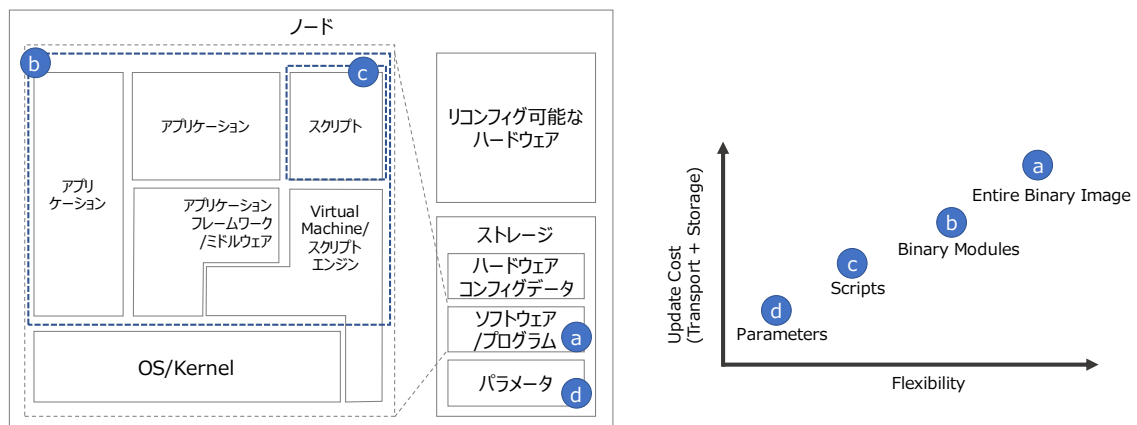 ノード
b
c
アプリ
ケーション
アプリケーション
スクリプト
アプリケーション
フレームワーク
/ミドルウェア
Virtual
Machine/
スクリプト
エンジン
OS/Kernel
リコンフィグ可能な
ハードウェア
ストレージ
ハードウェア
コンフィグデータ
ソフトウェア
/プログラム
a
パラメータ
d
Update Cost
(Transport + Storage)
a
Entire Binary Image
b
Binary Modules
c
Scripts
d
Parameters
Flexibility